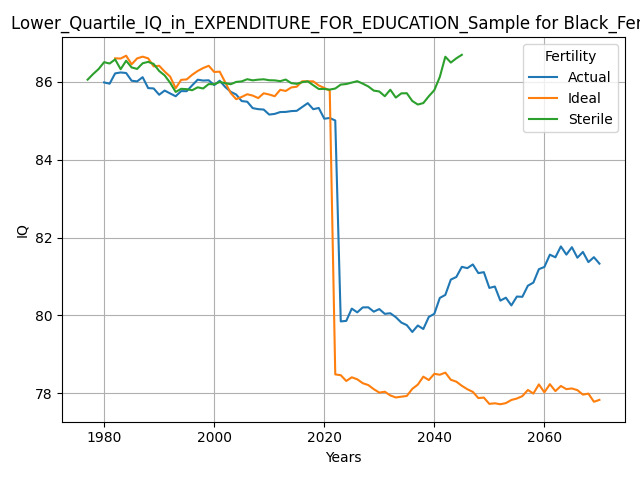 Lower_Quartile_IQ_in_EXPENDITURE_FOR_EDUCATION_Sample for Black_Fer
Fertility
Actual
Ideal
Sterile
86
84
82
80
78
IQ
1980
2000
2020
2040
2060
Years